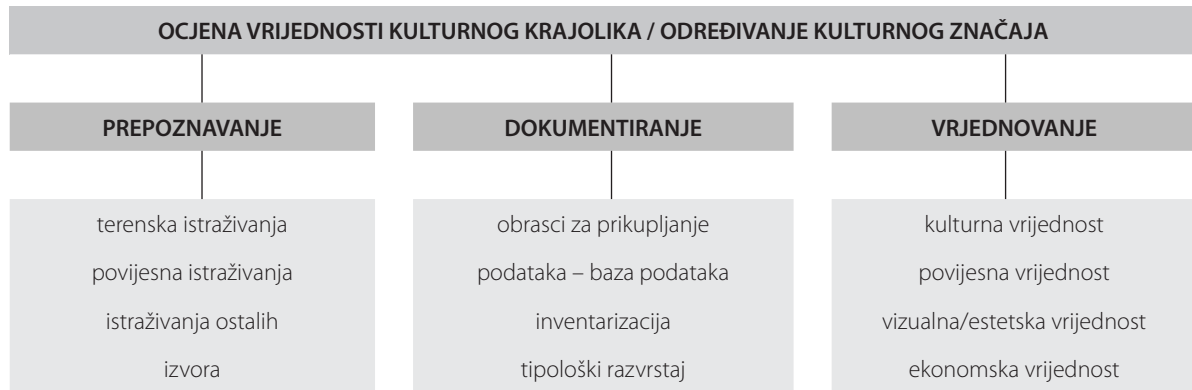 OCJENA VRIJEDNOSTI KULTURNOG KRAJOLIKA / ODREĐIVANJE KULTURNOG ZNAČAJA
PREPOZNAVANJE
terenska istraživanja
povijesna istraživanja
istraživanja ostalih
izvora
DOKUMENTIRANJE
obrasci za prikupljanje
podataka – baza podataka
inventarizacija
tipološki razvrstaj
VRJEDNOVANJE
kulturna vrijednost
povijesna vrijednost
vizualna/estetska vrijednost
ekonomska vrijednost